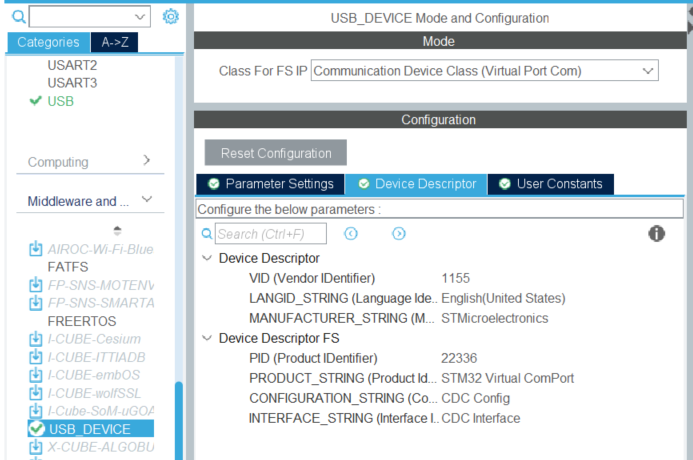 USB_DEVICE Mode and Configuration
Mode
Categories A->Z
Class For FS IP Communication Device Class (Virtual Port Com)
USART2
USART3
USB
Configuration
Reset Configuration
Computing
Parameter Settings Device Descriptor User Constants
Middleware and ...
Configure the below parameters :
Search (Ctrl+F)
AIROC-Wi-Fi-Blue
FATFS
FP-SNS-MOTENV
FP-SNS-SMARTA
FREERTOS
I-CUBE-Cesium
I-CUBE-ITTIADB
I-CUBE-embOS
I-CUBE-wolfSSL
I-Cube-SoM-uGOA
USB_DEVICE
X-CUBE-ALGOBU
Device Descriptor
VID (Vendor IDentifier) 1155
LANGID_STRING (Language Ide.. English(United States)
MANUFACTURER_STRING (M... STMicroelectronics
Device Descriptor FS
PID (Product IDentifier) 22336
PRODUCT_STRING (Product Id... STM32 Virtual ComPort
CONFIGURATION_STRING (Co... CDC Config
INTERFACE_STRING (Interface I.. CDC Interface